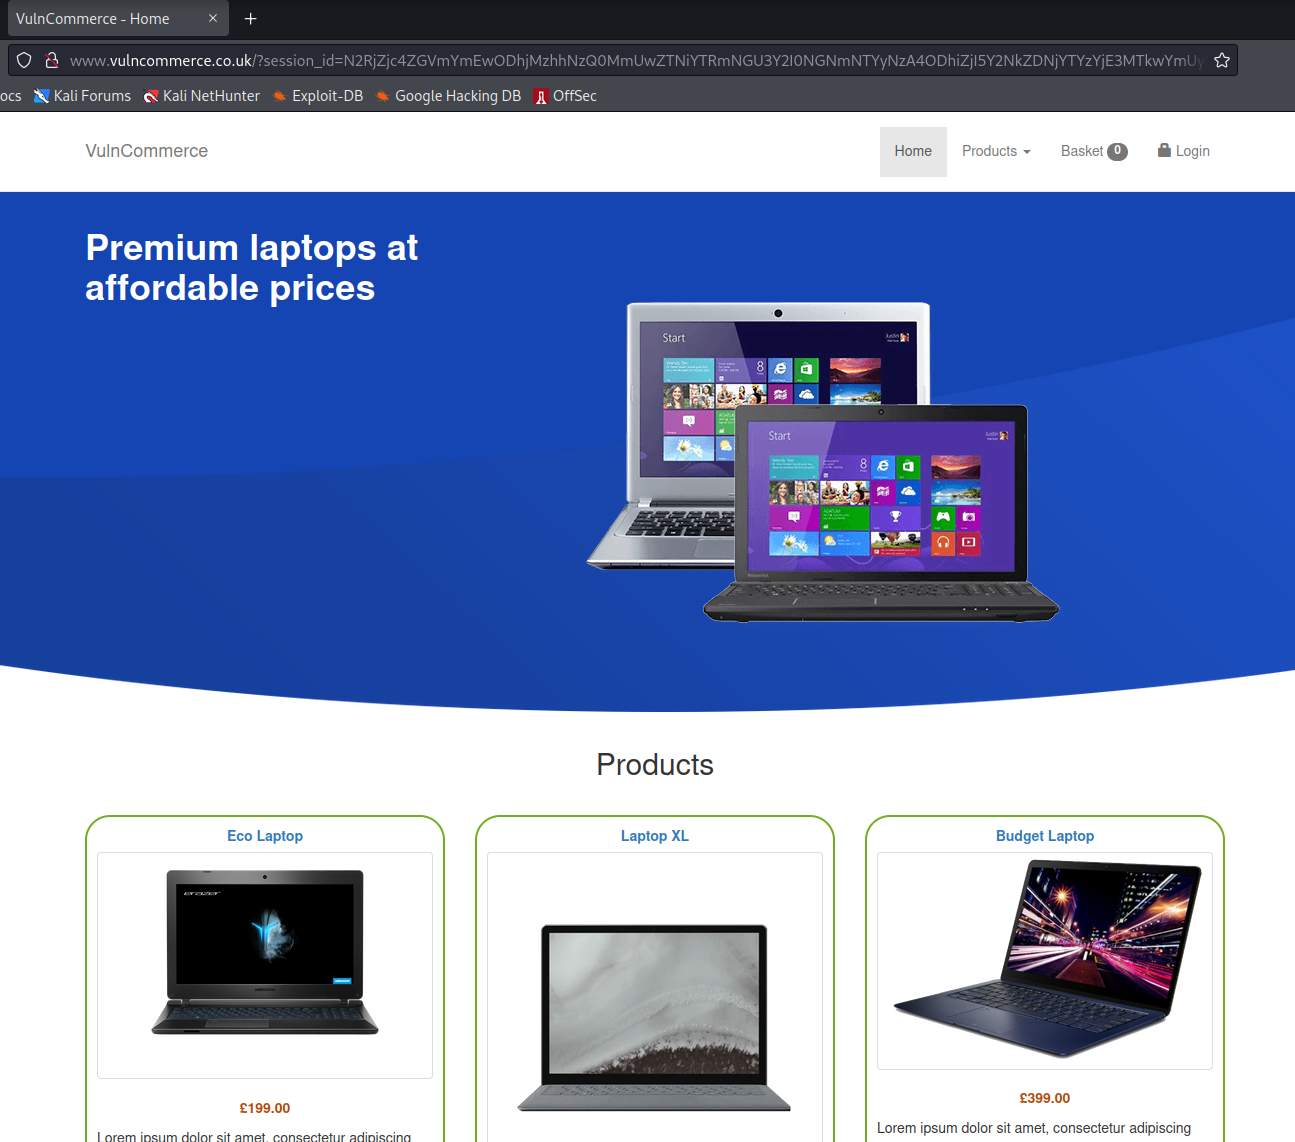 VulnCommerce - Home
www.vulncommerce.co.uk/?session_id=N2RjZjc4ZGVmYmEwODhjMzhhNzQ0MmUwZTNiYTRmNGU3Y2I0NGNmNTYyNzA4ODhiZjI5Y2NkZDNjYTYzYjE3MTkwYmUy
ocs Kali Forums Kali NetHunter Exploit-DB Google Hacking DB OffSec
VulnCommerce Home Products Basket 0 Login
Premium laptops at
affordable prices
Start
Start
Products
Eco Laptop Laptop XL Budget Laptop
erazer
£199.00 £399.00
Lorem ipsum dolor sit amet, consectetur adipiscing Lorem ipsum dolor sit amet, consectetur adipiscing